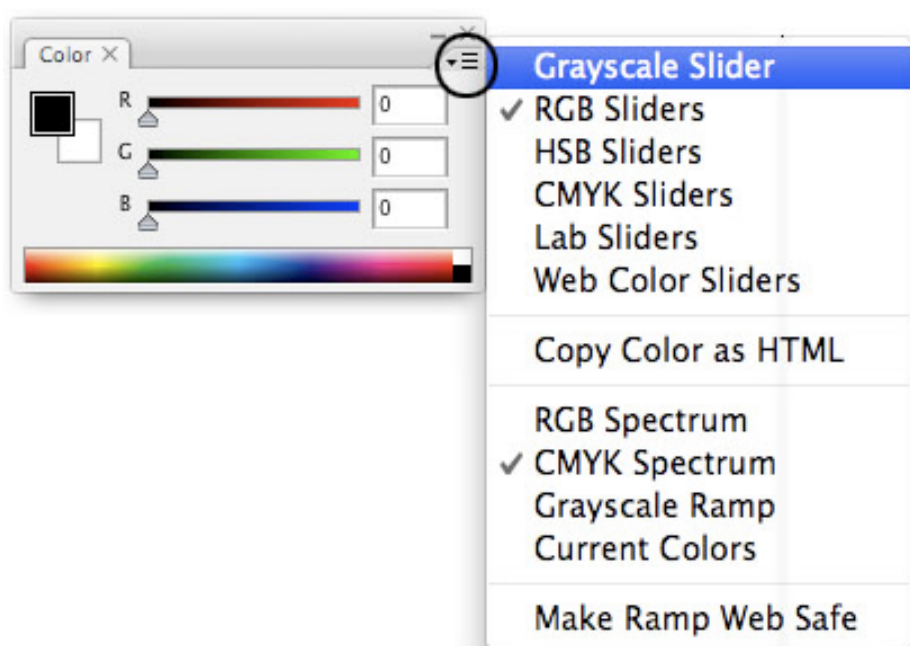 Color
R 0
G 0
B 0
Grayscale Slider
RGB Sliders
HSB Sliders
CMYK Sliders
Lab Sliders
Web Color Sliders
Copy Color as HTML
RGB Spectrum
CMYK Spectrum
Grayscale Ramp
Current Colors
Make Ramp Web Safe